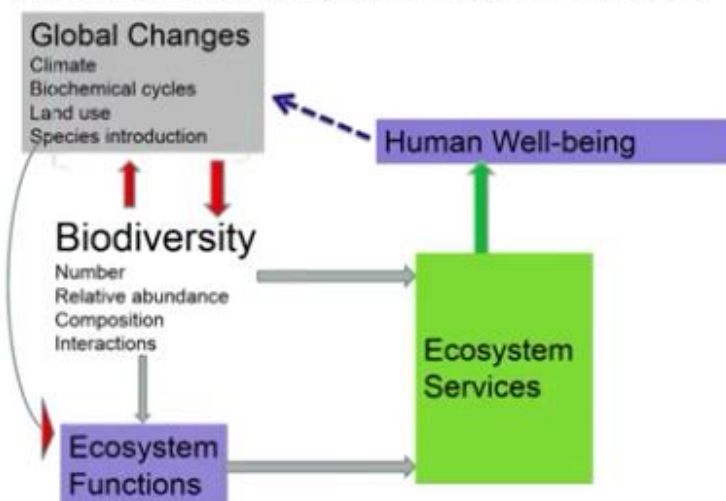 Global Changes
Climate
Biochemical cycles
Land use
Species introduction
Human Well-being
Biodiversity
Number
Relative abundance
Composition
Interactions
Ecosystem
Services
Ecosystem
Functions